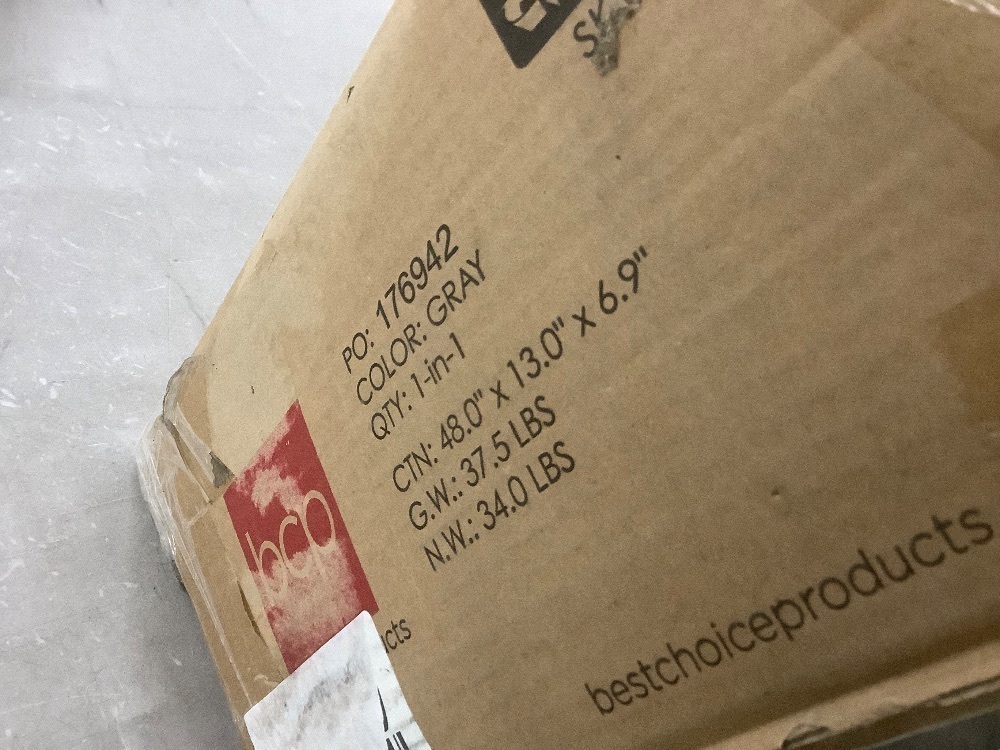 PO: 176942
COLOR: GRAY
QTY: 1-in-1
CTN: 48.0" x 13.0" x 6.9"
G.W.: 37.5 LBS
N.W.: 34.0 LBS
bcp
bestchoiceproducts